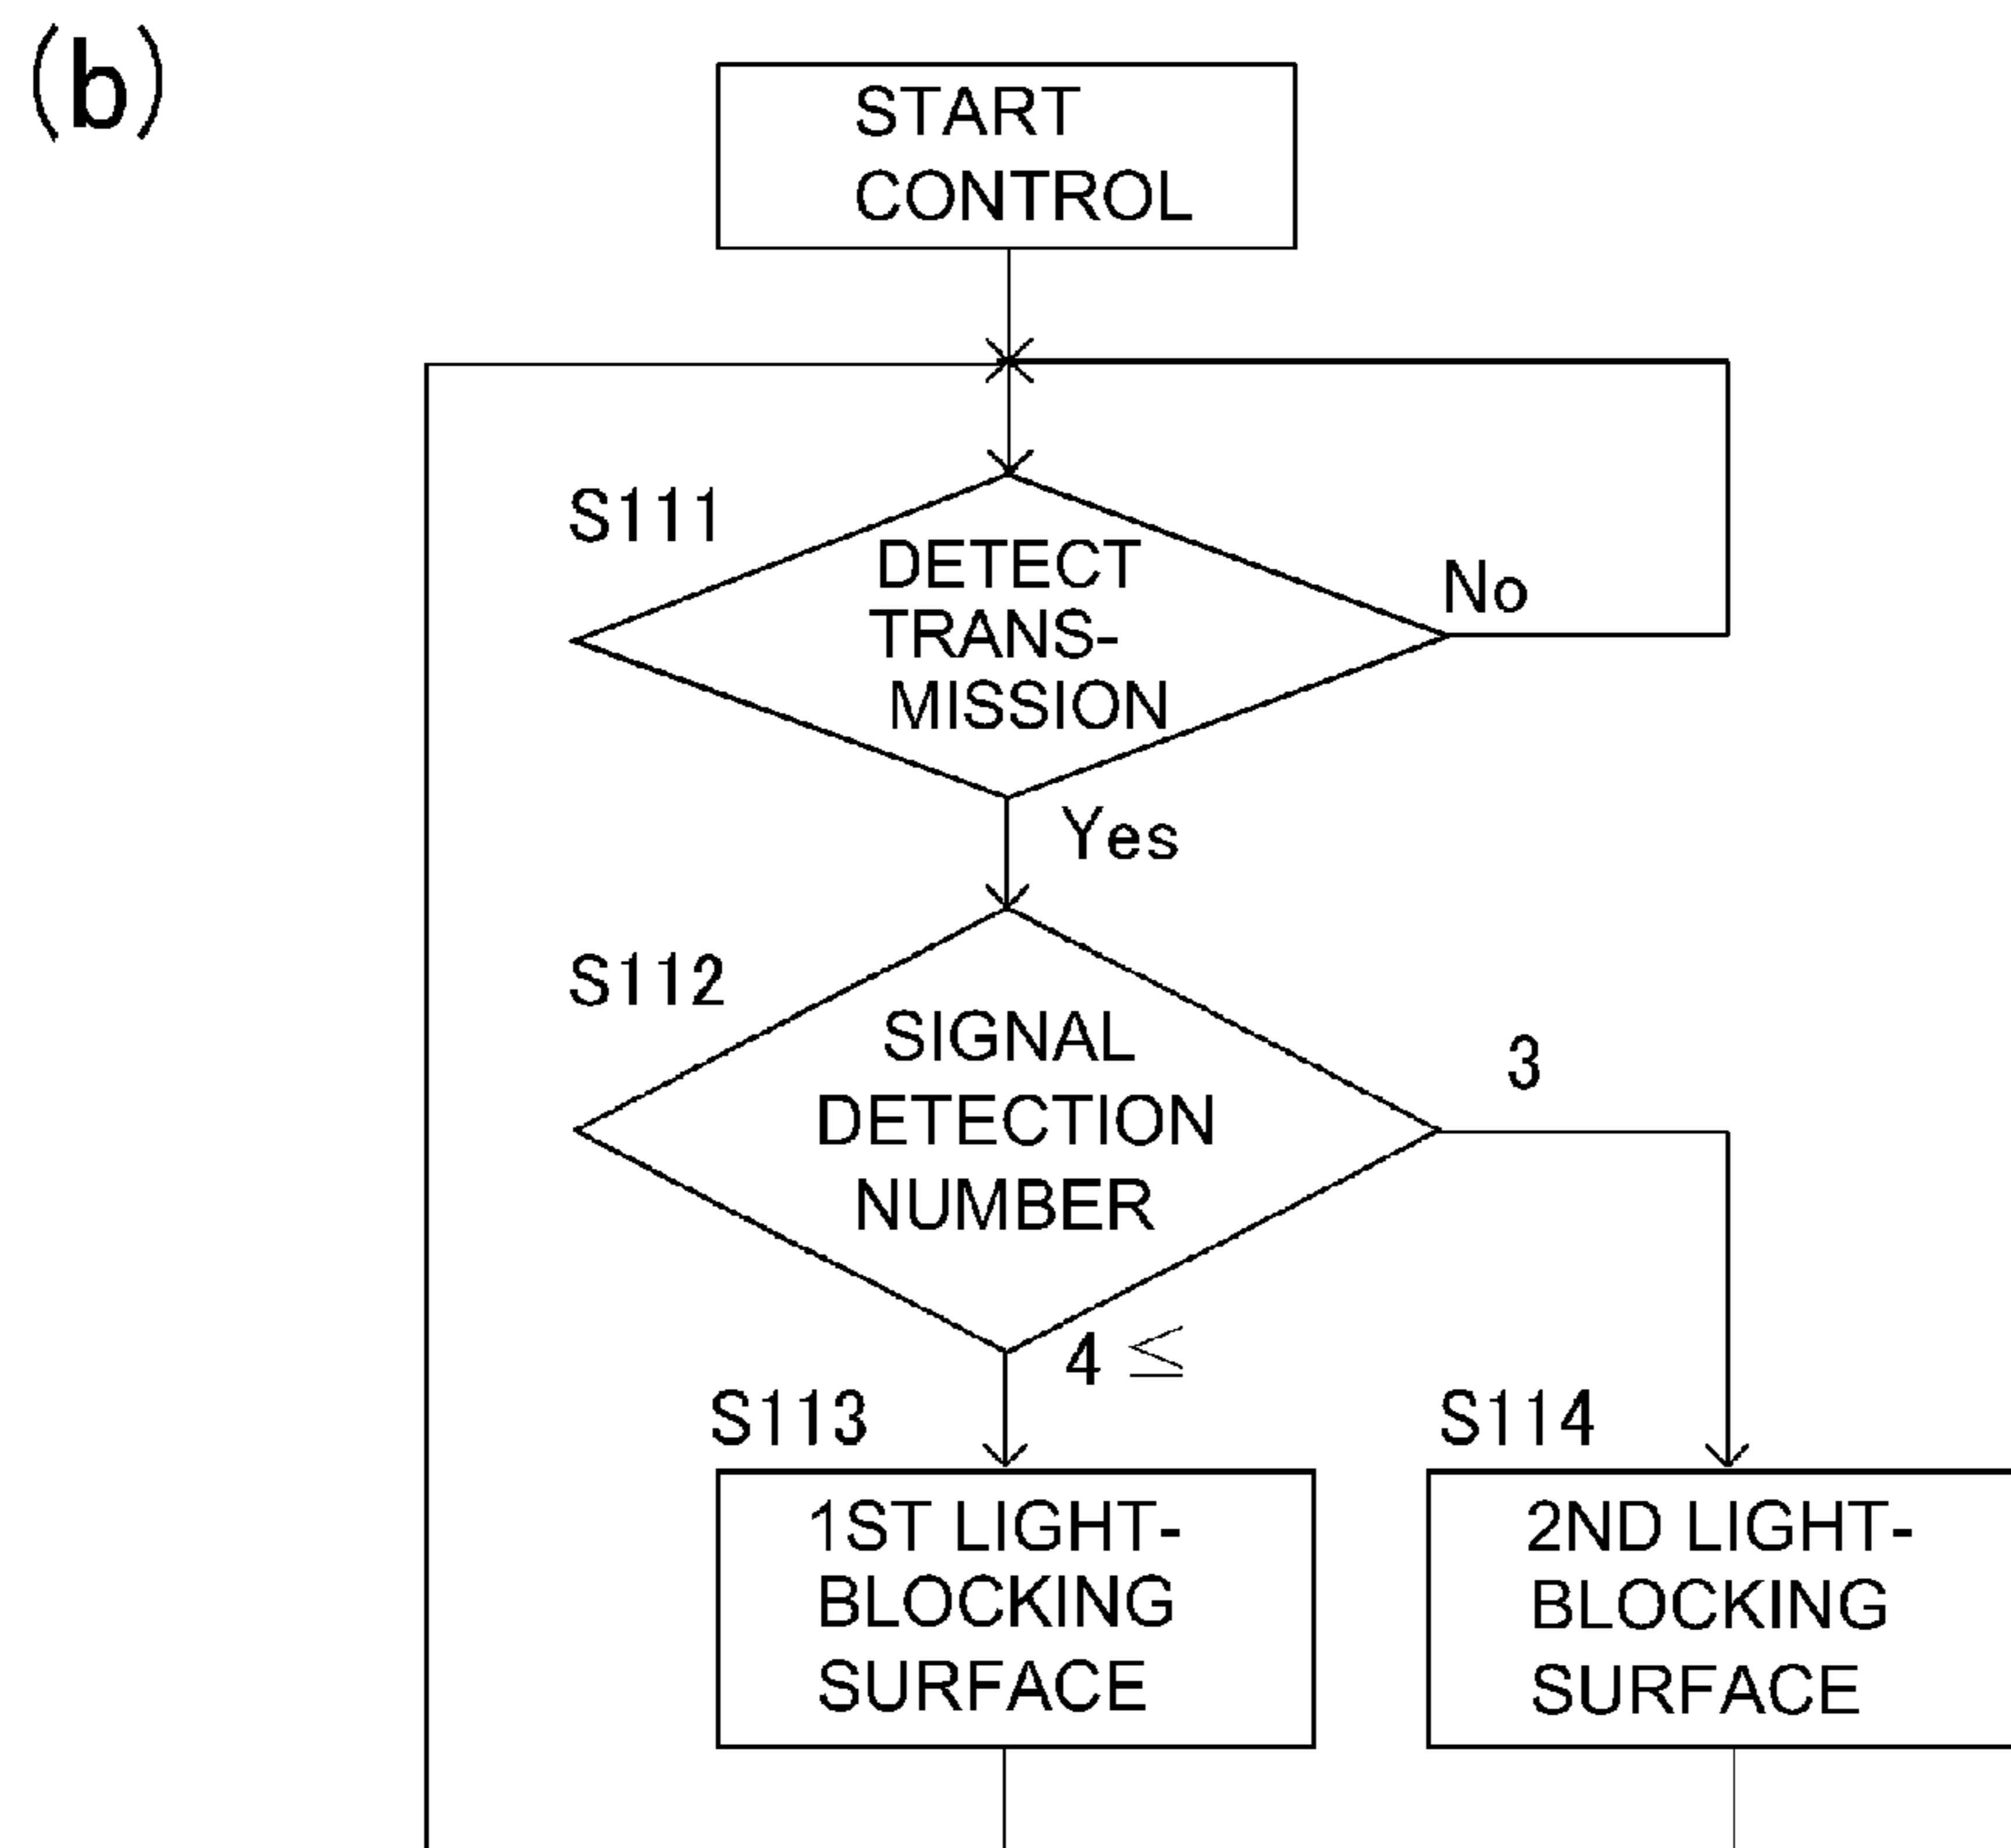 (b)
START
CONTROL
S111
DETECT
TRANS-
MISSION
No
Yes
S112
SIGNAL
DETECTION
NUMBER
3
4 ≤
S113
S114
1ST LIGHT-
BLOCKING
SURFACE
2ND LIGHT-
BLOCKING
SURFACE